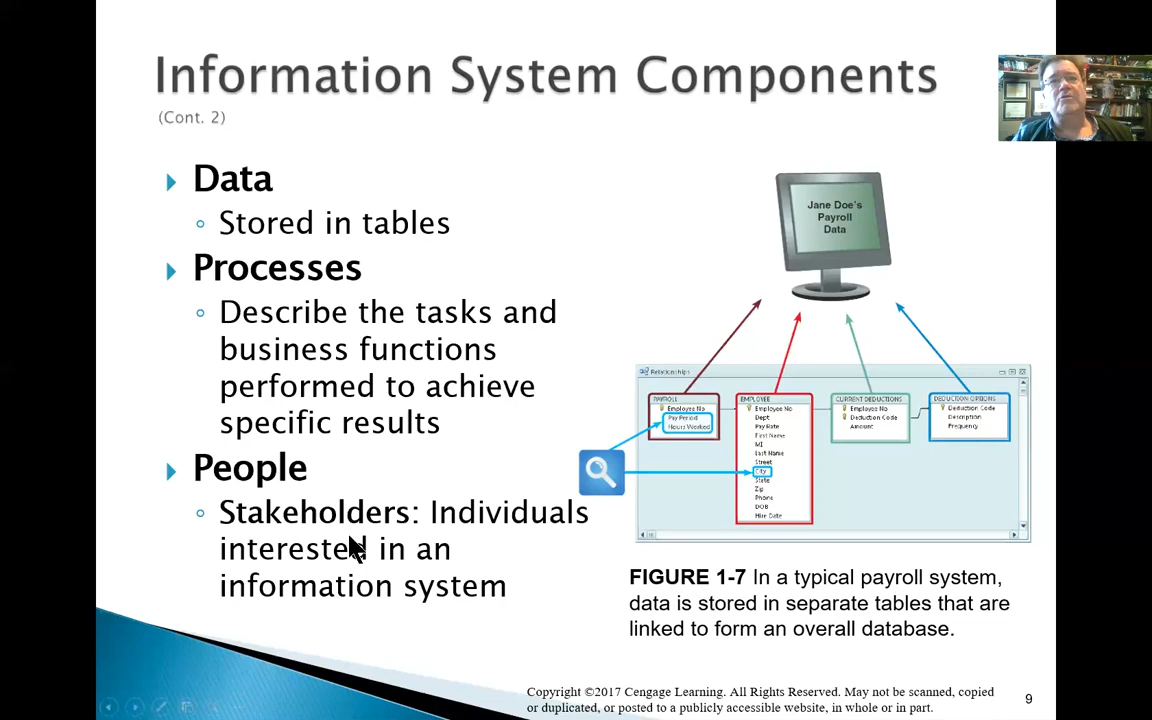 Information System Components
(Cont. 2)
Data
Stored in tables
Processes
Describe the tasks and
business functions
performed to achieve
specific results
People
Stakeholders: Individuals
interested in an
information system
Jane Doe's
Payroll
Data
Relationships
PAYROLL
Employee No
Pay Period
Hours Worked
EMPLOYEE
Employee No
Dept
Pay Rate
First Name
MI
Last Name
Street
City
State
Zip
Phone
DOB
Hire Date
CURRENT DEDUCTIONS
Employee No
Deduction Code
Amount
DEDUCTION OPTIONS
Deduction Code
Description
Frequency
FIGURE 1-7 In a typical payroll system,
data is stored in separate tables that are
linked to form an overall database.
Copyright ©2017 Cengage Learning. All Rights Reserved. May not be scanned, copied
or duplicated, or posted to a publicly accessible website, in whole or in part.
9